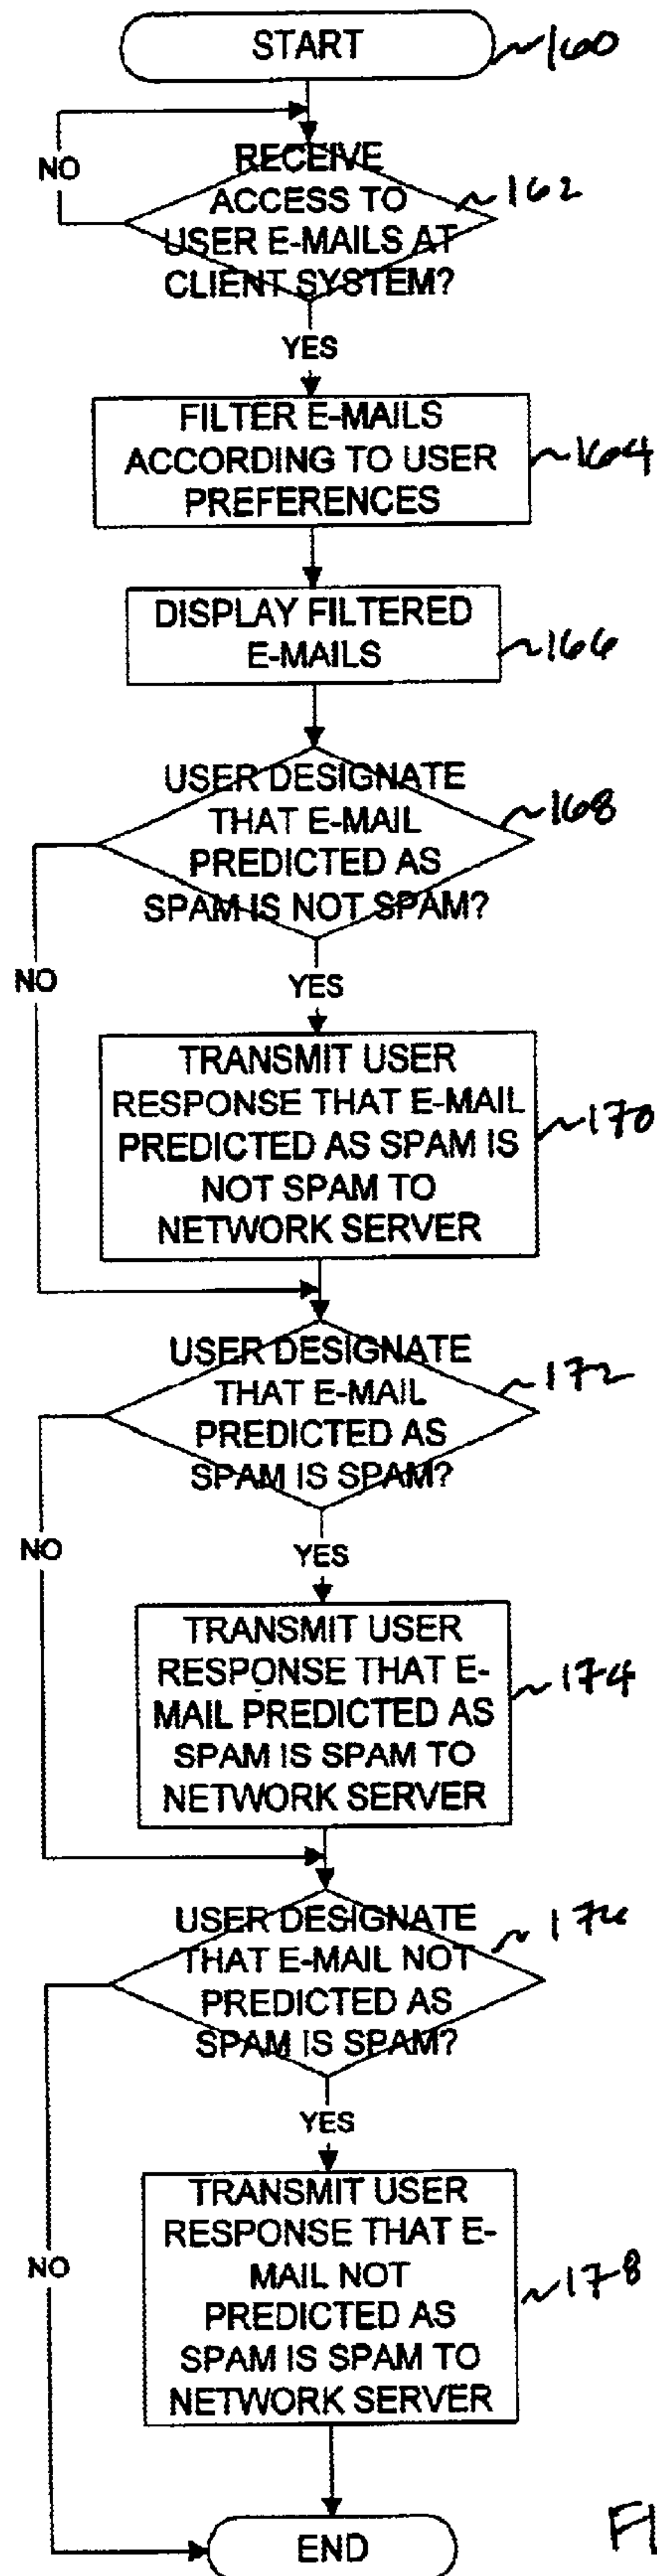 START
160
NO
RECEIVE
ACCESS TO
USER E-MAILS AT
CLIENT SYSTEM?
162
YES
FILTER E-MAILS
ACCORDING TO USER
PREFERENCES
164
DISPLAY FILTERED
E-MAILS
166
USER DESIGNATE
THAT E-MAIL
PREDICTED AS
SPAM IS NOT SPAM?
168
NO
YES
TRANSMIT USER
RESPONSE THAT E-MAIL
PREDICTED AS SPAM IS
NOT SPAM TO
NETWORK SERVER
170
USER DESIGNATE
THAT E-MAIL
PREDICTED AS
SPAM IS SPAM?
172
NO
YES
TRANSMIT USER
RESPONSE THAT E-
MAIL PREDICTED AS
SPAM IS SPAM TO
NETWORK SERVER
174
USER DESIGNATE
THAT E-MAIL NOT
PREDICTED AS
SPAM IS SPAM?
176
YES
NO
TRANSMIT USER
RESPONSE THAT E-
MAIL NOT
PREDICTED AS
SPAM IS SPAM TO
NETWORK SERVER
178
END